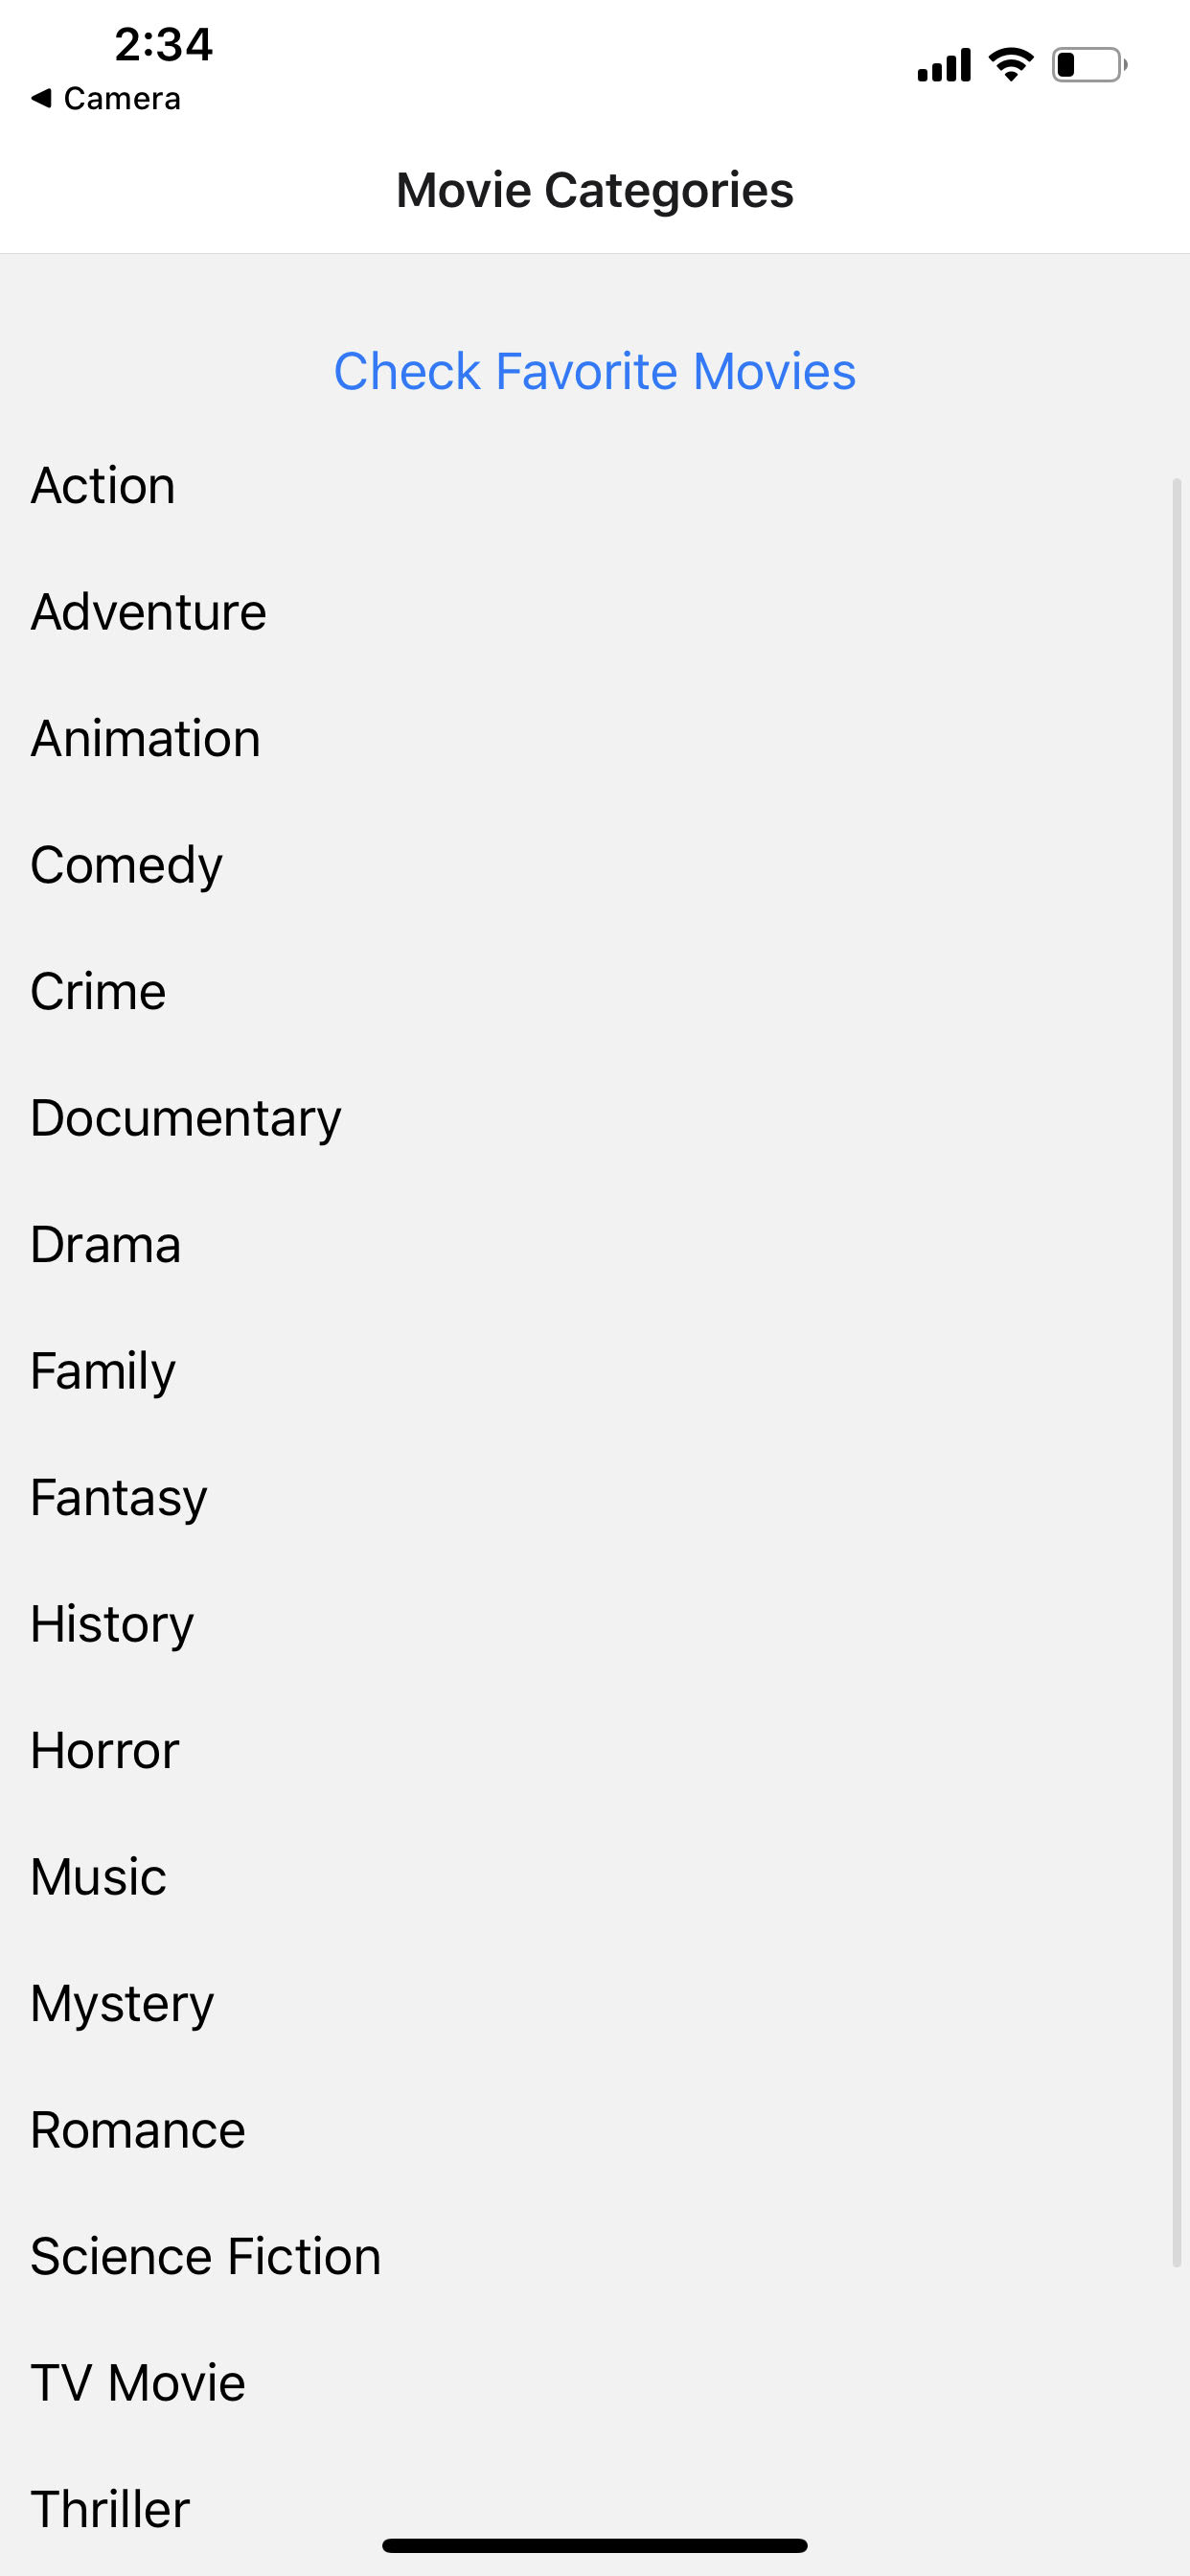 2:34
Camera
Movie Categories
Check Favorite Movies
Action
Adventure
Animation
Comedy
Crime
Documentary
Drama
Family
Fantasy
History
Horror
Music
Mystery
Romance
Science Fiction
TV Movie
Thriller